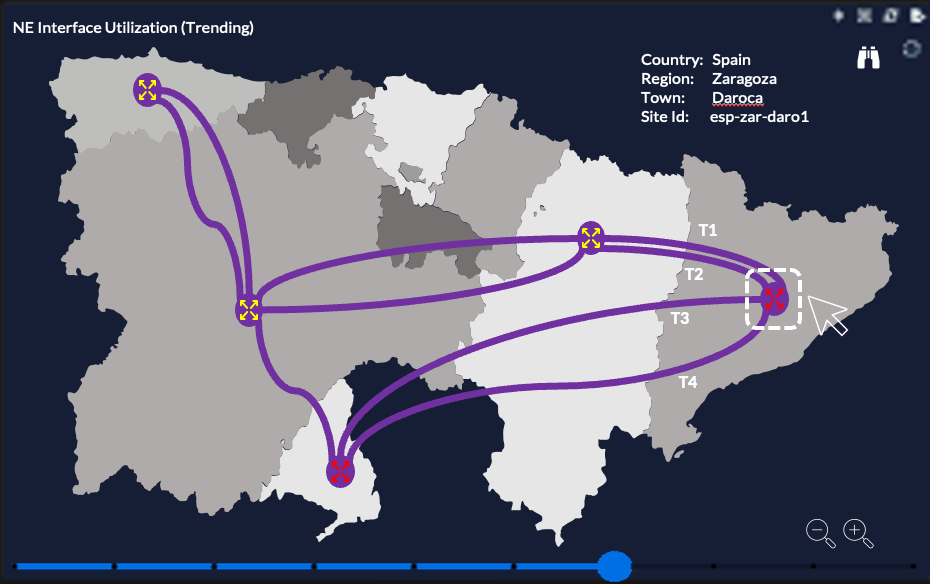 NE Interface Utilization (Trending)
Country: Spain
Region: Zaragoza
Town: Daroca
Site Id: esp-zar-daro1
T1
T2
T3
T4